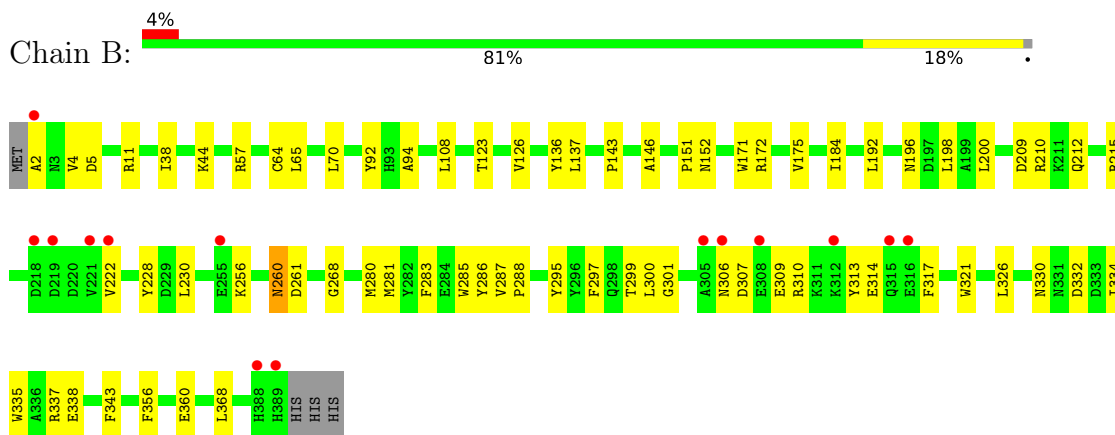 4%
Chain B:
81% 18% •
MET A2 N3 V4 D5 R11 I38 K44 R57 C64 L65 L70 Y92 H93 A94 L108 T123 V126 Y136 L137 P143 A146 P151 N152 W171 R172 V175 I184 L192 N196 D197 L198 A199 L200 D209 R210 K211 Q212
D218 D219 D220 V221 V222 Y228 D229 L230 E255 K256 N260 D261 G268 M280 M281 Y282 F283 E284 W285 Y286 V287 P288 Y295 Y296 F297 Q298 T299 L300 G301 A305 N306 D307 E308 E309 R310 K311 K312 Y313 E314 Q315 E316 F317 W321 L326 N330 N331 D332 D333
W335 A336 R337 E338 F343 F356 E360 L368 H388 H389 HIS HIS HIS